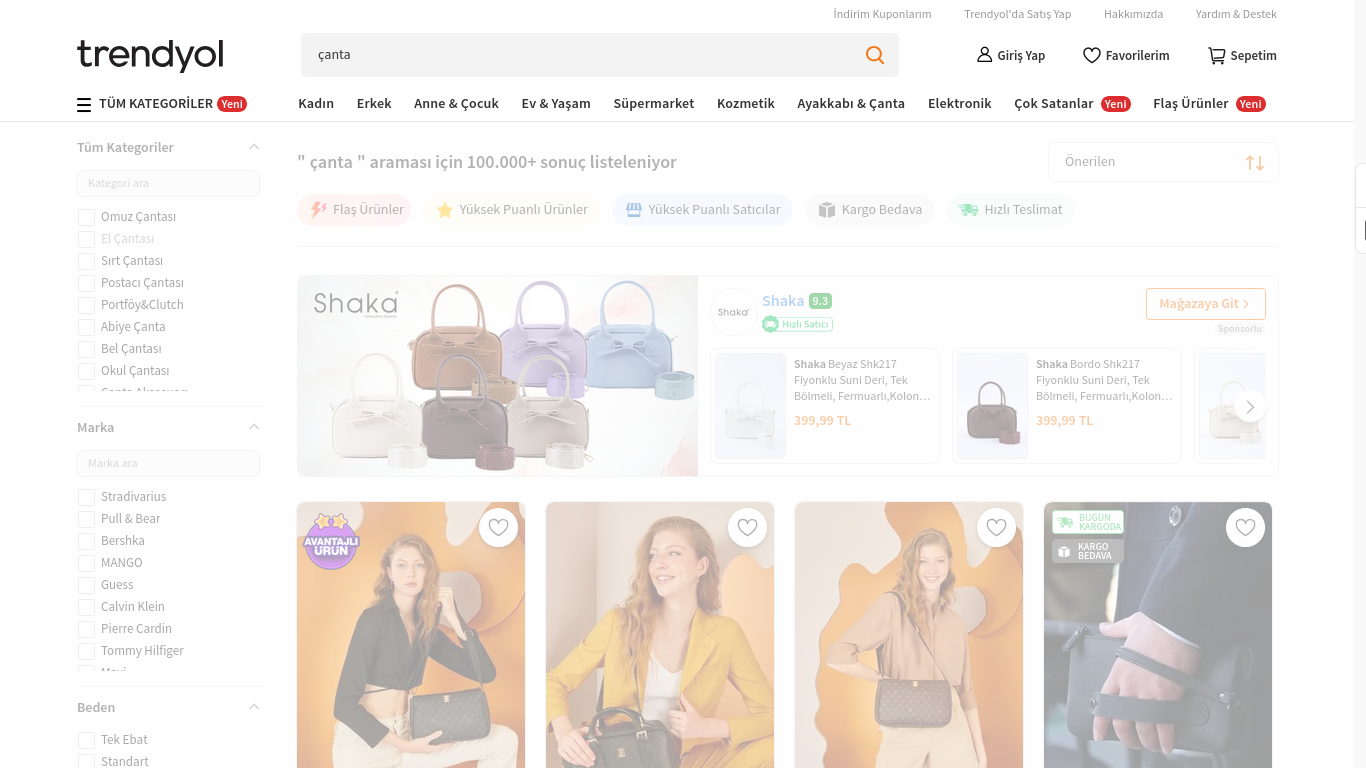 İndirim Kuponlarım
Trendyol'da Satış Yap
Hakkımızda
Yardım & Destek
trendyol
çanta
Giriş Yap
Favorilerim
Sepetim
TÜM KATEGORİLER Yeni
Kadın
Erkek
Anne & Çocuk
Ev & Yaşam
Süpermarket
Kozmetik
Ayakkabı & Çanta
Elektronik
Çok Satanlar Yeni
Flaş Ürünler Yeni
Tüm Kategoriler
Kategori ara
Omuz Çantası
El Çantası
Sırt Çantası
Postacı Çantası
Portföy&Clutch
Abiye Çanta
Bel Çantası
Okul Çantası
Marka
Marka ara
Stradivarius
Pull & Bear
Bershka
MANGO
Guess
Calvin Klein
Pierre Cardin
Tommy Hilfiger
Beden
Tek Ebat
Standart
" çanta " araması için 100.000+ sonuç listeleniyor
Önerilen
Flaş Ürünler
Yüksek Puanlı Ürünler
Yüksek Puanlı Satıcılar
Kargo Bedava
Hızlı Teslimat
Shaka
Shaka
Shaka 9.3
Hızlı Satıcı
Mağazaya Git
Sponsorlu
Shaka Beyaz Shk217
Fiyonklu Suni Deri, Tek
Bölmeli, Fermuarlı,Kolon…
399,99 TL
Shaka Bordo Shk217
Fiyonklu Suni Deri, Tek
Bölmeli, Fermuarlı,Kolon…
399,99 TL
AVANTAJLI
ÜRÜN
BUGÜN
KARGODA
KARGO
BEDAVA